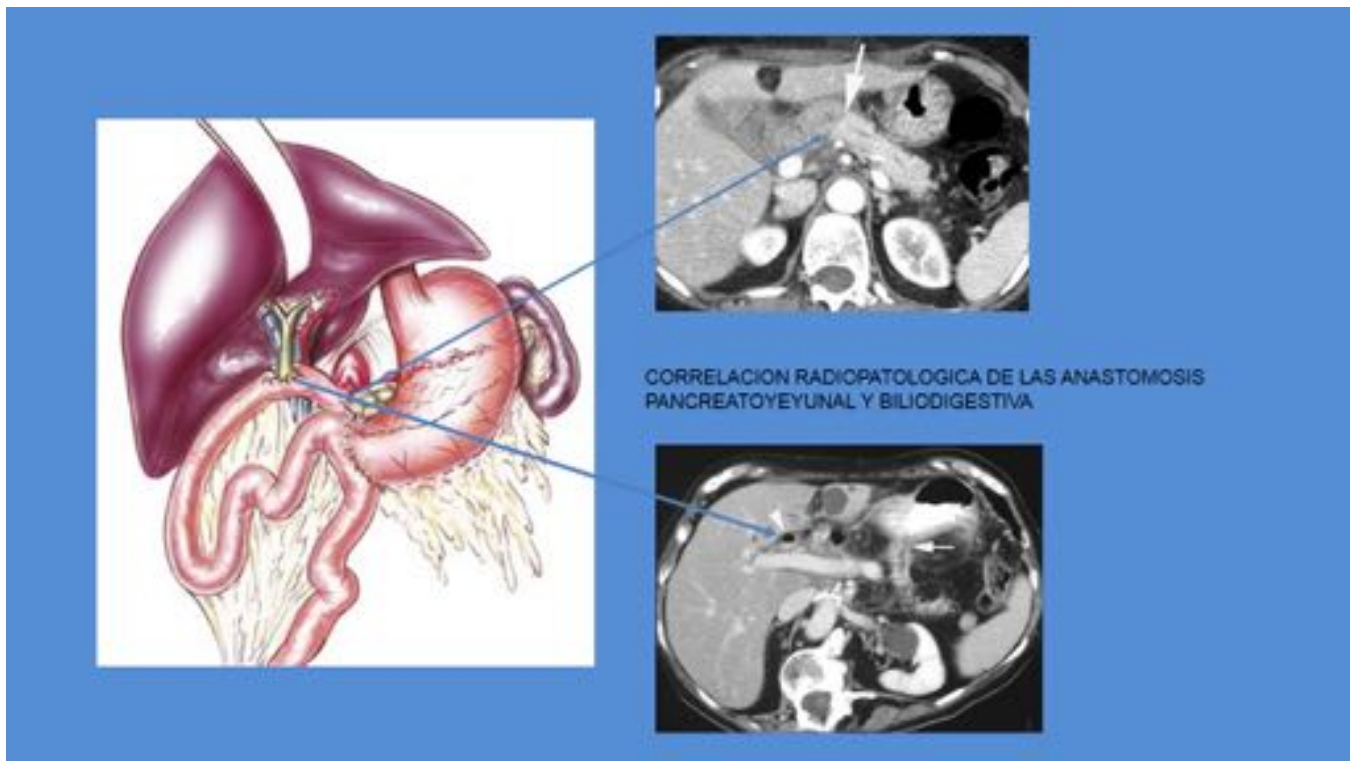 CORRELACION RADIOPATOLOGICA DE LAS ANASTOMOSIS
PANCREATOYEYUNAL Y BILIODIGESTIVA